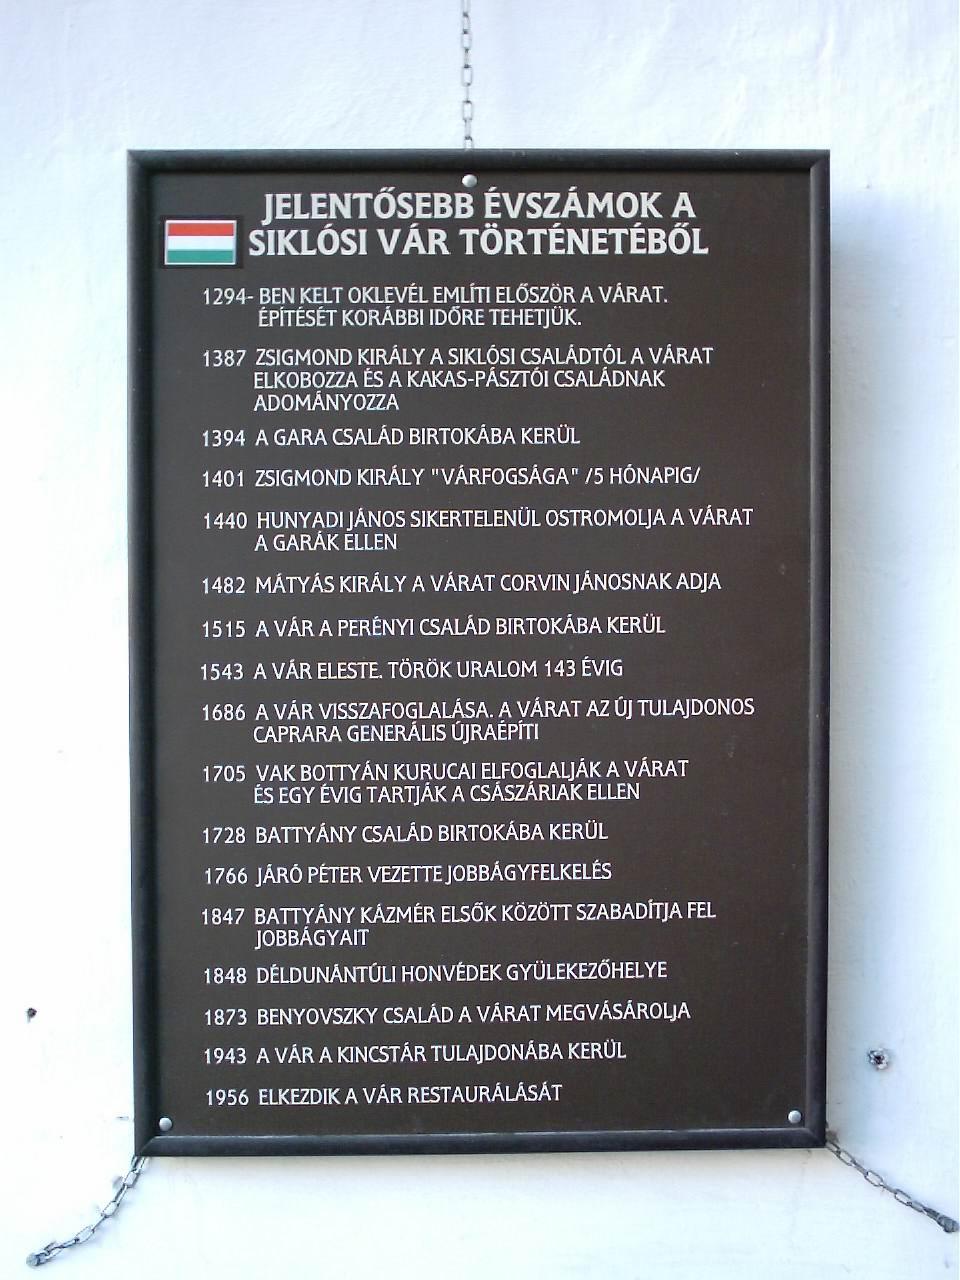 JELENTŐSEBB ÉVSZÁMOK A
SIKLÓSI VÁR TÖRTÉNETÉBŐL
1294- BEN KELT OKLEVÉL EMLÍTI ELŐSZÖR A VÁRAT.
ÉPÍTÉSÉT KORÁBBI IDŐRE TEHETJÜK.
1387 ZSIGMOND KIRÁLY A SIKLÓSI CSALÁDTÓL A VÁRAT
ELKOBOZZA ÉS A KAKAS-PÁSZTÓI CSALÁDNAK
ADOMÁNYOZZA
1394 A GARA CSALÁD BIRTOKÁBA KERÜL
1401 ZSIGMOND KIRÁLY "VÁRFOGSÁGA" /5 HÓNAPIG/
1440 HUNYADI JÁNOS SIKERTELENÜL OSTROMOLJA A VÁRAT
A GARÁK ELLEN
1482 MÁTYÁS KIRÁLY A VÁRAT CORVIN JÁNOSNAK ADJA
1515 A VÁR A PERÉNYI CSALÁD BIRTOKÁBA KERÜL
1543 A VÁR ELESTE. TÖRÖK URALOM 143 ÉVIG
1686 A VÁR VISSZAFOGLALÁSA. A VÁRAT AZ ÚJ TULAJDONOS
CAPRARA GENERÁLIS ÚJRAÉPÍTI
1705 VAK BOTTYÁN KURUCAI ELFOGLALJÁK A VÁRAT
ÉS EGY ÉVIG TARTJÁK A CSÁSZÁRIAK ELLEN
1728 BATTYÁNY CSALÁD BIRTOKÁBA KERÜL
1766 JÁRÓ PÉTER VEZETTE JOBBÁGYFELKELÉS
1847 BATTYÁNY KÁZMÉR ELSŐK KÖZÖTT SZABADÍTJA FEL
JOBBÁGYAIT
1848 DÉLDUNÁNTÚLI HONVÉDEK GYÜLEKEZŐHELYE
1873 BENYOVSZKY CSALÁD A VÁRAT MEGVÁSÁROLJA
1943 A VÁR A KINCSTÁR TULAJDONÁBA KERÜL
1956 ELKEZDIK A VÁR RESTAURÁLÁSÁT